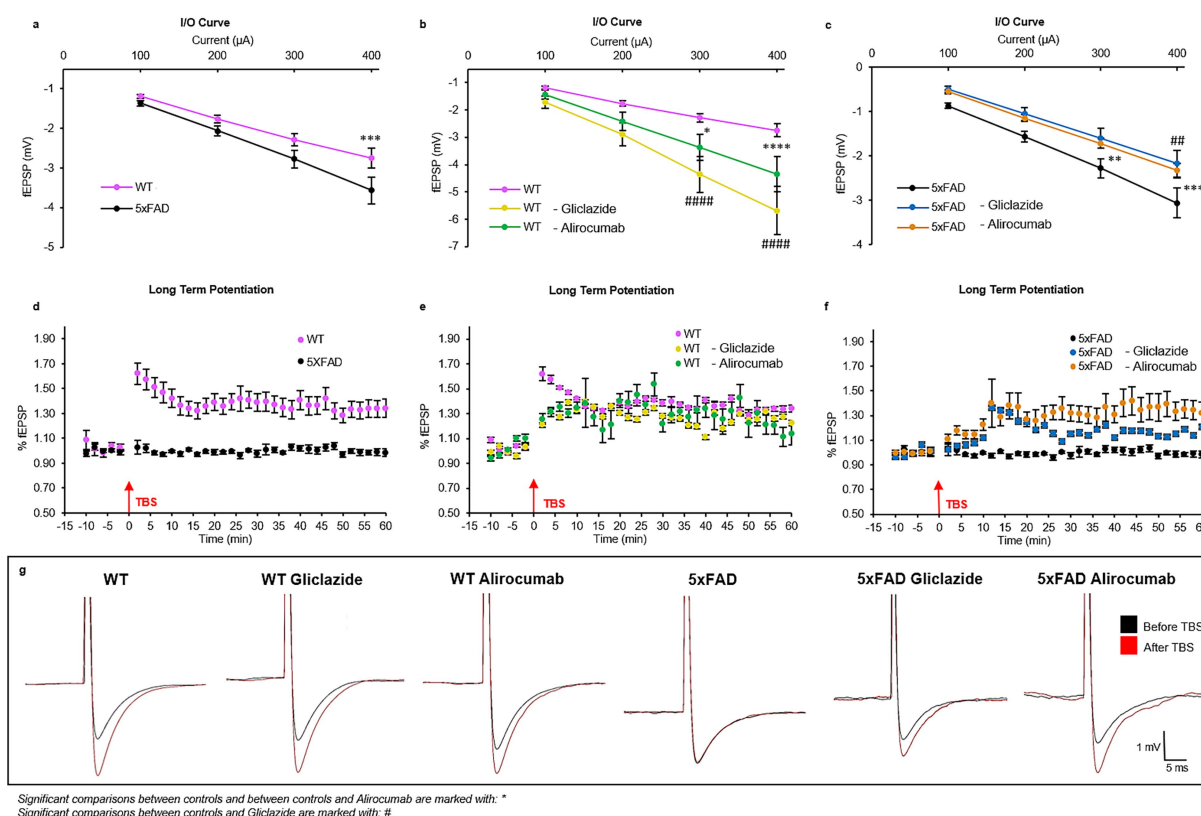 a
I/O Curve
Current (µA)
0 100 200 300 400
-1
-2
-3
-4
-5
fEPSP (mV)
***
WT
5xFAD
b
I/O Curve
Current (µA)
0 100 200 300 400
-1
-2
-3
-4
-5
-6
-7
fEPSP (mV)
*
****
####
####
WT
WT - Gliclazide
WT - Alirocumab
c
I/O Curve
Current (µA)
0 100 200 300 400
0
-1
-2
-3
-4
fEPSP (mV)
##
**
***
5xFAD
5xFAD - Gliclazide
5xFAD - Alirocumab
d
Long Term Potentiation
1.90
1.70
1.50
1.30
1.10
0.90
0.70
0.50
% fEPSP
WT
5XFAD
TBS
-15 -10 -5 0 5 10 15 20 25 30 35 40 45 50 55 60
Time (min)
e
Long Term Potentiation
1.90
1.70
1.50
1.30
1.10
0.90
0.70
0.50
% fEPSP
WT
WT - Gliclazide
WT - Alirocumab
TBS
-15 -10 -5 0 5 10 15 20 25 30 35 40 45 50 55 60
Time (min)
f
Long Term Potentiation
1.90
1.70
1.50
1.30
1.10
0.90
0.70
0.50
% fEPSP
5xFAD
5xFAD - Gliclazide
5xFAD - Alirocumab
TBS
-15 -10 -5 0 5 10 15 20 25 30 35 40 45 50 55
Time (min)
g
WT
WT Gliclazide
WT Alirocumab
5xFAD
5xFAD Gliclazide
5xFAD Alirocumab
Before TBS
After TBS
1 mV
5 ms
Significant comparisons between controls and between controls and Alirocumab are marked with: *
Significant comparisons between controls and Gliclazide are marked with: #